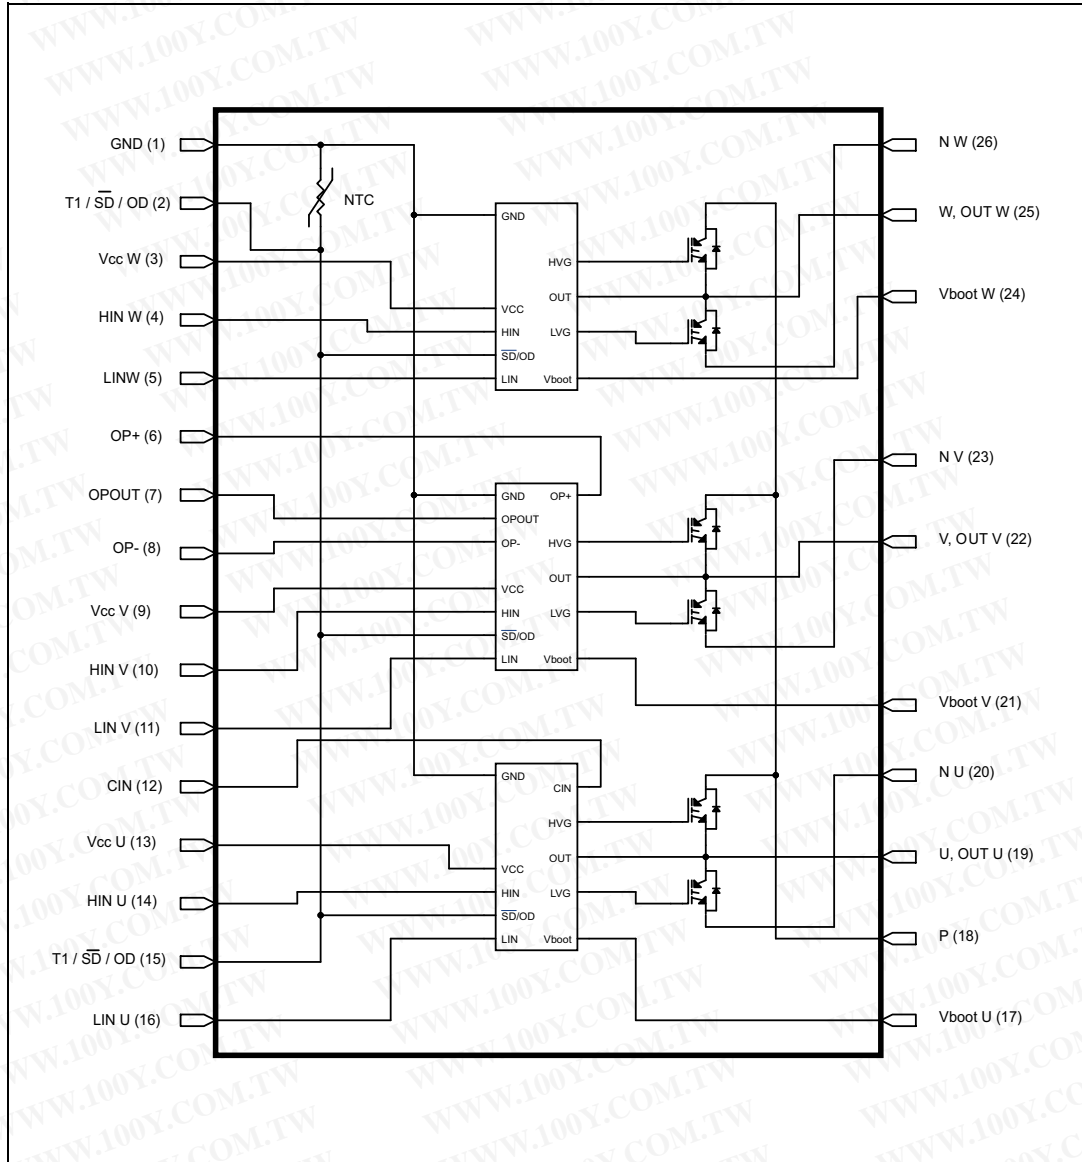 GND (1)
T1 / SD / OD (2)
Vcc W (3)
HIN W (4)
LINW (5)
OP+ (6)
OPOUT (7)
OP- (8)
Vcc V (9)
HIN V (10)
LIN V (11)
CIN (12)
Vcc U (13)
HIN U (14)
T1 / SD / OD (15)
LIN U (16)
NTC
GND
HVG
OUT
VCC
HIN
LVG
SD/OD
LIN
Vboot
GND
OP+
OPOUT
OP-
HVG
OUT
VCC
HIN
LVG
SD/OD
LIN
Vboot
GND
CIN
HVG
OUT
VCC
HIN
LVG
SD/OD
LIN
Vboot
N W (26)
W, OUT W (25)
Vboot W (24)
N V (23)
V, OUT V (22)
Vboot V (21)
N U (20)
U, OUT U (19)
P (18)
Vboot U (17)
WWW.100Y.COM.TW